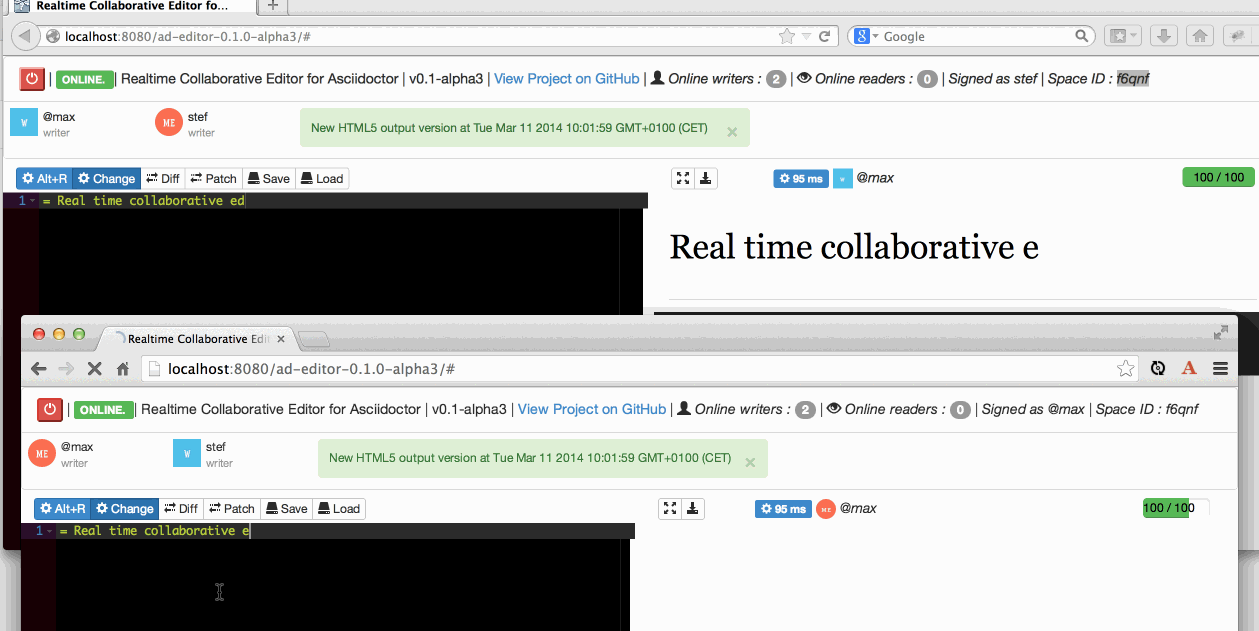 Realtime Collaborative Editor fo...
localhost:8080/ad-editor-0.1.0-alpha3/#
Google
| ONLINE. | Realtime Collaborative Editor for Asciidoctor | v0.1-alpha3 | View Project on GitHub | Online writers : 2 | Online readers : 0 | Signed as stef | Space ID : f6qnf
W @max writer
ME stef writer
New HTML5 output version at Tue Mar 11 2014 10:01:59 GMT+0100 (CET) ×
Alt+R Change Diff Patch Save Load
95 ms W @max 100 / 100
1 = Real time collaborative ed
Real time collaborative e
Realtime Collaborative Edi
localhost:8080/ad-editor-0.1.0-alpha3/#
| ONLINE. | Realtime Collaborative Editor for Asciidoctor | v0.1-alpha3 | View Project on GitHub | Online writers : 2 | Online readers : 0 | Signed as @max | Space ID : f6qnf
ME @max writer
W stef writer
New HTML5 output version at Tue Mar 11 2014 10:01:59 GMT+0100 (CET) ×
Alt+R Change Diff Patch Save Load
95 ms ME @max 100 / 100
1 = Real time collaborative e